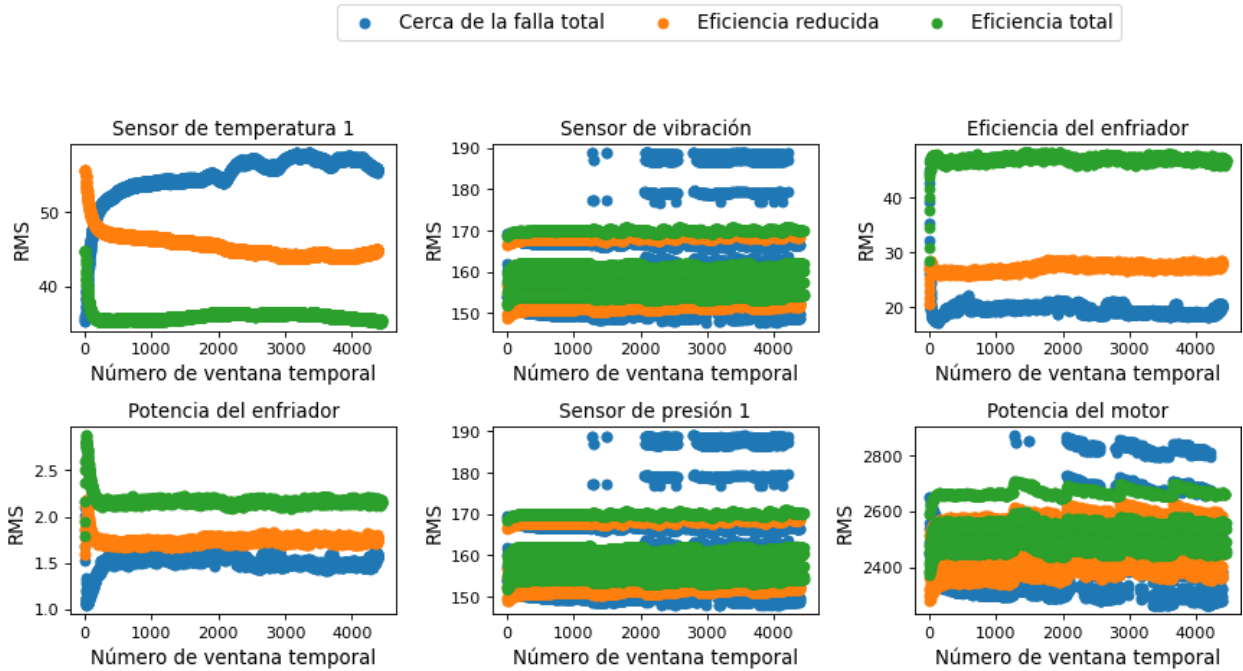 Cerca de la falla total Eficiencia reducida Eficiencia total
Sensor de temperatura 1
RMS
50
40
0 1000 2000 3000 4000
Número de ventana temporal
Sensor de vibración
RMS
190
180
170
160
150
0 1000 2000 3000 4000
Número de ventana temporal
Eficiencia del enfriador
RMS
40
30
20
0 1000 2000 3000 4000
Número de ventana temporal
Potencia del enfriador
RMS
2.5
2.0
1.5
1.0
0 1000 2000 3000 4000
Número de ventana temporal
Sensor de presión 1
RMS
190
180
170
160
150
0 1000 2000 3000 4000
Número de ventana temporal
Potencia del motor
RMS
2800
2600
2400
0 1000 2000 3000 4000
Número de ventana temporal